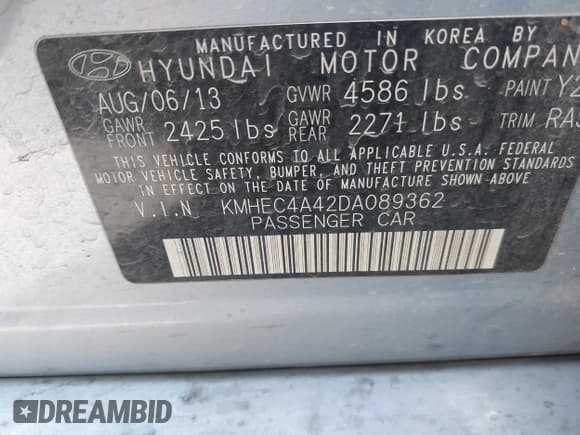 MANUFACTURED IN KOREA BY
HYUNDAI MOTOR COMPAN
AUG/06/13 GVWR 4586 lbs PAINT
GAWR FRONT 2425 lbs GAWR REAR 2271 lbs TRIM RAS
THIS VEHICLE CONFORMS TO ALL APPLICABLE U.S.A. FEDERAL
MOTOR VEHICLE SAFETY, BUMPER, AND THEFT PREVENTION STANDARDS
IN EFFECT ON THE DATE OF MANUFACTURE SHOWN-ABOVE.
V.I.N KMHEC4A42DA089362
PASSENGER CAR
DREAMBID